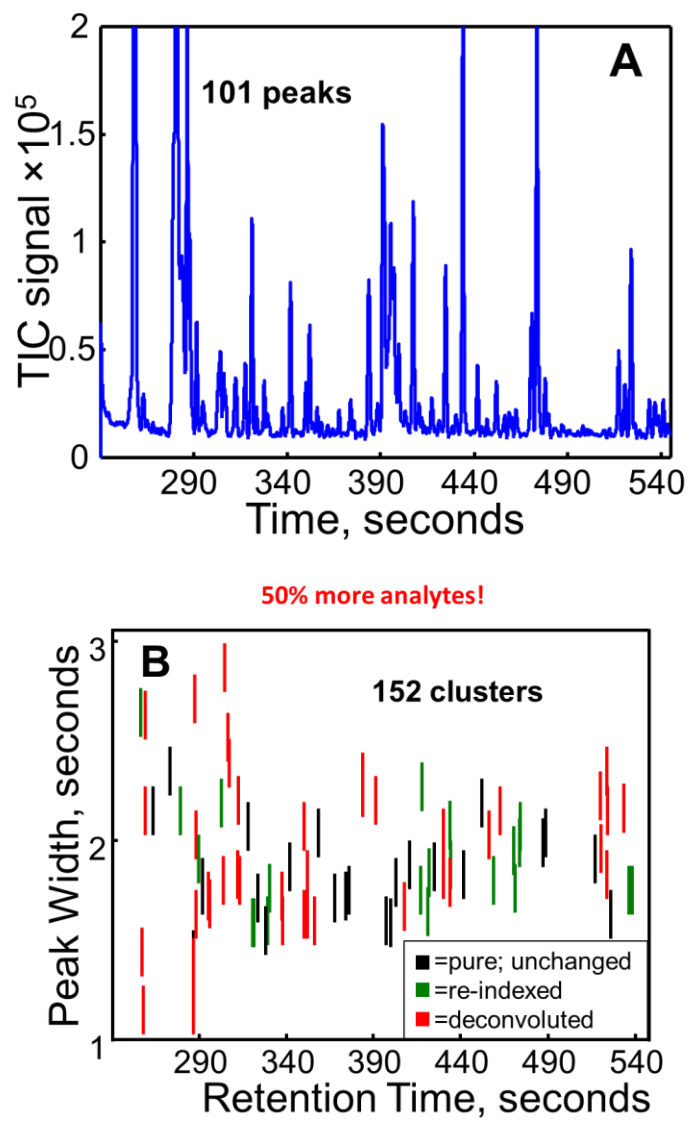 A
101 peaks
TIC signal ×10⁵
2
1.5
1
0.5
0
290 340 390 440 490 540
Time, seconds
50% more analytes!
B
152 clusters
Peak Width, seconds
3
2
1
=pure; unchanged
=re-indexed
=deconvoluted
290 340 390 440 490 540
Retention Time, seconds